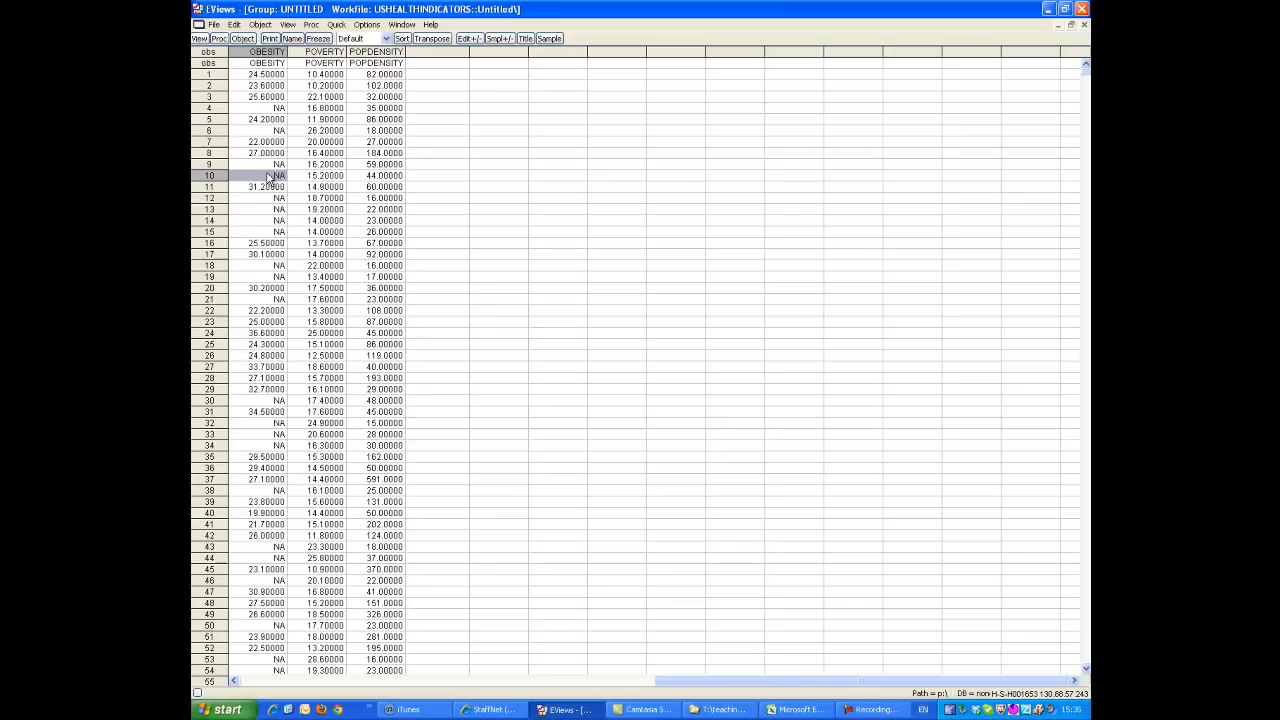 EViews - [Group: UNTITLED   Workfile: USHEALTHINDICATORS::Untitled\]
File Edit Object View Proc Quick Options Window Help
View Proc Object Print Name Freeze Default Sort Transpose Edit+/- Smpl+/- Title Sample
obs OBESITY POVERTY POPDENSITY
obs OBESITY POVERTY POPDENSITY
1 24.50000 10.40000 82.00000
2 23.60000 10.20000 102.0000
3 25.60000 22.10000 32.00000
4 NA 16.80000 35.00000
5 24.20000 11.90000 86.00000
6 NA 26.20000 18.00000
7 22.00000 20.00000 27.00000
8 27.00000 16.40000 184.0000
9 NA 16.20000 59.00000
10 NA 15.20000 44.00000
11 31.20000 14.90000 60.00000
12 NA 18.70000 16.00000
13 NA 19.20000 22.00000
14 NA 14.00000 23.00000
15 NA 14.00000 26.00000
16 25.50000 13.70000 67.00000
17 30.10000 14.00000 92.00000
18 NA 22.00000 16.00000
19 NA 13.40000 17.00000
20 30.20000 17.50000 36.00000
21 NA 17.60000 23.00000
22 22.20000 13.30000 108.0000
23 25.00000 15.80000 87.00000
24 36.60000 25.00000 45.00000
25 24.30000 15.10000 86.00000
26 24.80000 12.50000 119.0000
27 33.70000 18.60000 40.00000
28 27.10000 15.70000 193.0000
29 32.70000 16.10000 29.00000
30 NA 17.40000 48.00000
31 34.50000 17.60000 45.00000
32 NA 24.90000 15.00000
33 NA 20.60000 28.00000
34 NA 16.30000 30.00000
35 29.50000 15.30000 162.0000
36 29.40000 14.50000 50.00000
37 27.10000 14.40000 591.0000
38 NA 16.10000 25.00000
39 23.80000 15.60000 131.0000
40 19.90000 14.40000 50.00000
41 21.70000 15.10000 202.0000
42 26.00000 11.80000 124.0000
43 NA 23.30000 18.00000
44 NA 25.80000 37.00000
45 23.10000 10.90000 370.0000
46 NA 20.10000 22.00000
47 30.90000 16.80000 41.00000
48 27.50000 15.20000 151.0000
49 26.60000 18.50000 326.0000
50 NA 17.70000 23.00000
51 23.90000 18.00000 281.0000
52 22.50000 13.20000 195.0000
53 NA 28.60000 16.00000
54 NA 19.30000 23.00000
55
Path = p:\ DB = non H-S-H001653 130.88.57.243
start iTunes StaffNet (... EViews - [... Camtasia S... T:\teachin... Microsoft E... Recording... EN 15:35